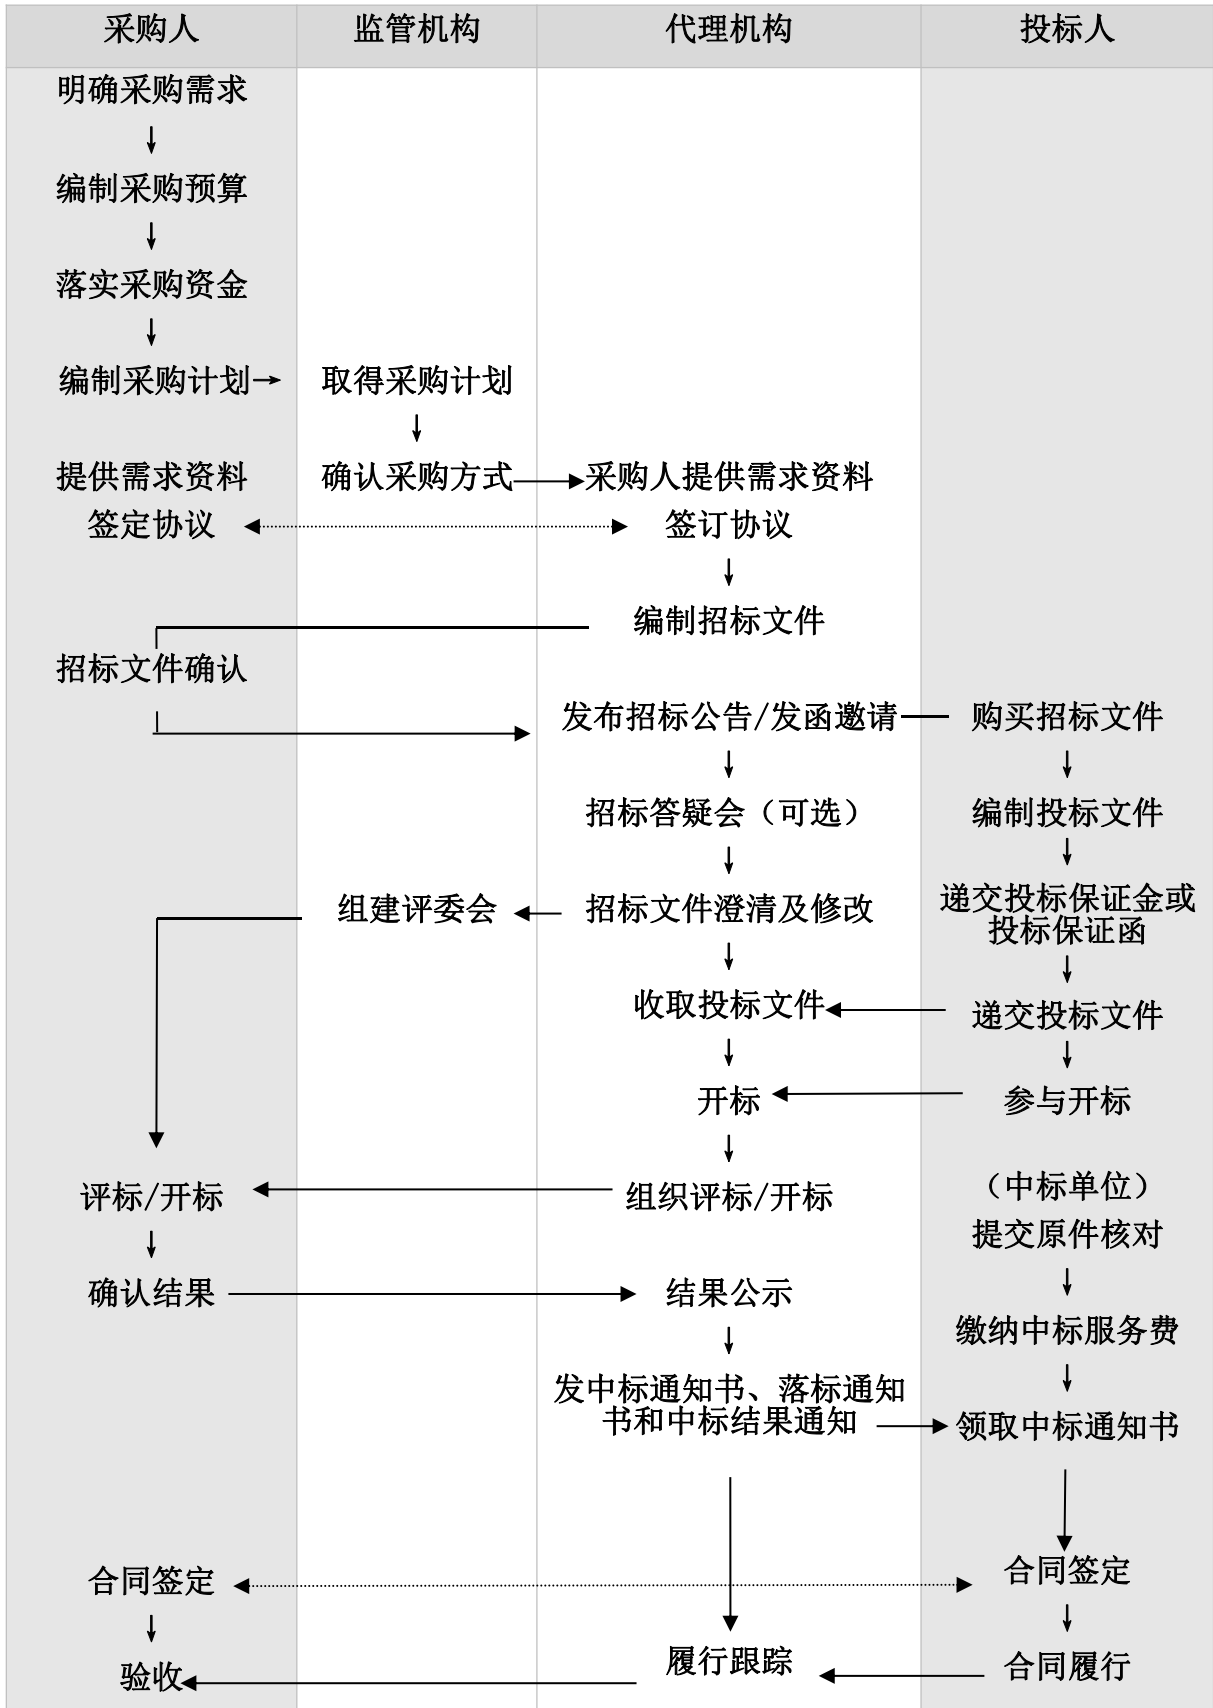 采购人 监管机构 代理机构 投标人
明确采购需求
编制采购预算
落实采购资金
编制采购计划 取得采购计划
提供需求资料 确认采购方式 采购人提供需求资料
签定协议 签订协议
编制招标文件
招标文件确认
发布招标公告/发函邀请 购买招标文件
招标答疑会（可选） 编制投标文件
组建评委会 招标文件澄清及修改 递交投标保证金或
投标保证函
收取投标文件 递交投标文件
开标 参与开标
评标/开标 组织评标/开标 （中标单位）
提交原件核对
确认结果 结果公示
缴纳中标服务费
发中标通知书、落标通知
书和中标结果通知 领取中标通知书
合同签定 合同签定
验收 履行跟踪 合同履行